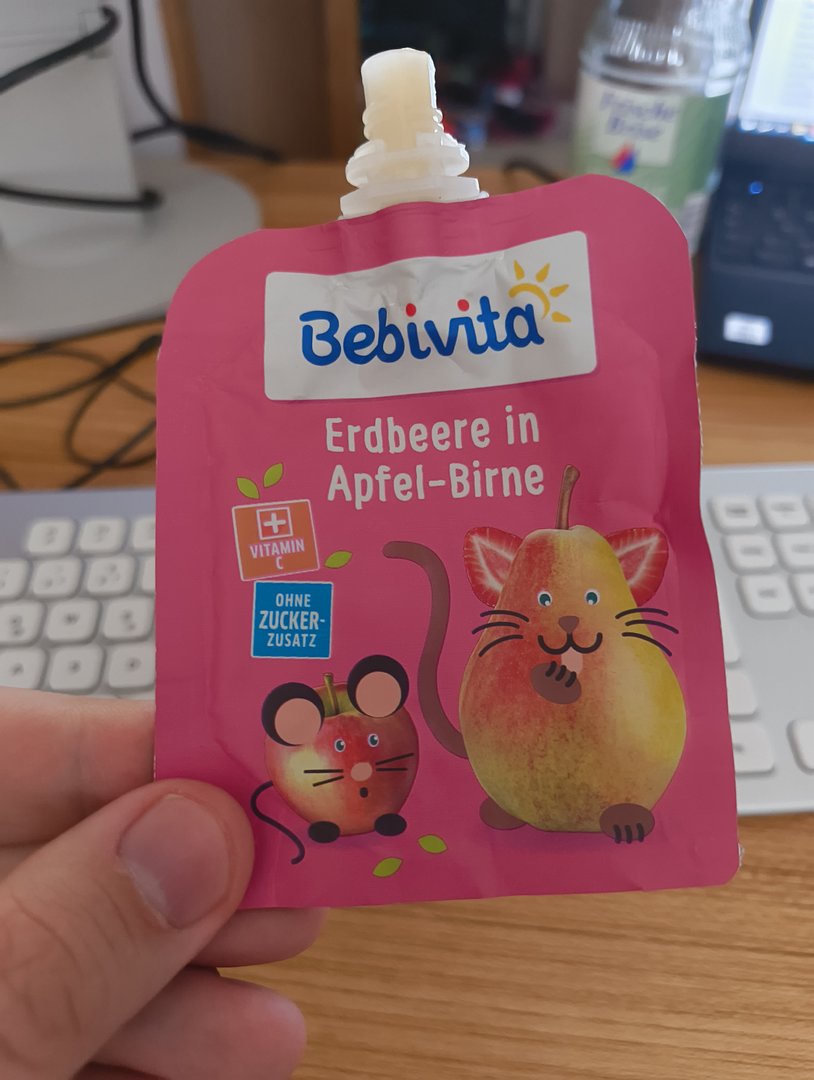 Bebivita
Erdbeere in
Apfel-Birne
VITAMIN
C
OHNE
ZUCKER-
ZUSATZ